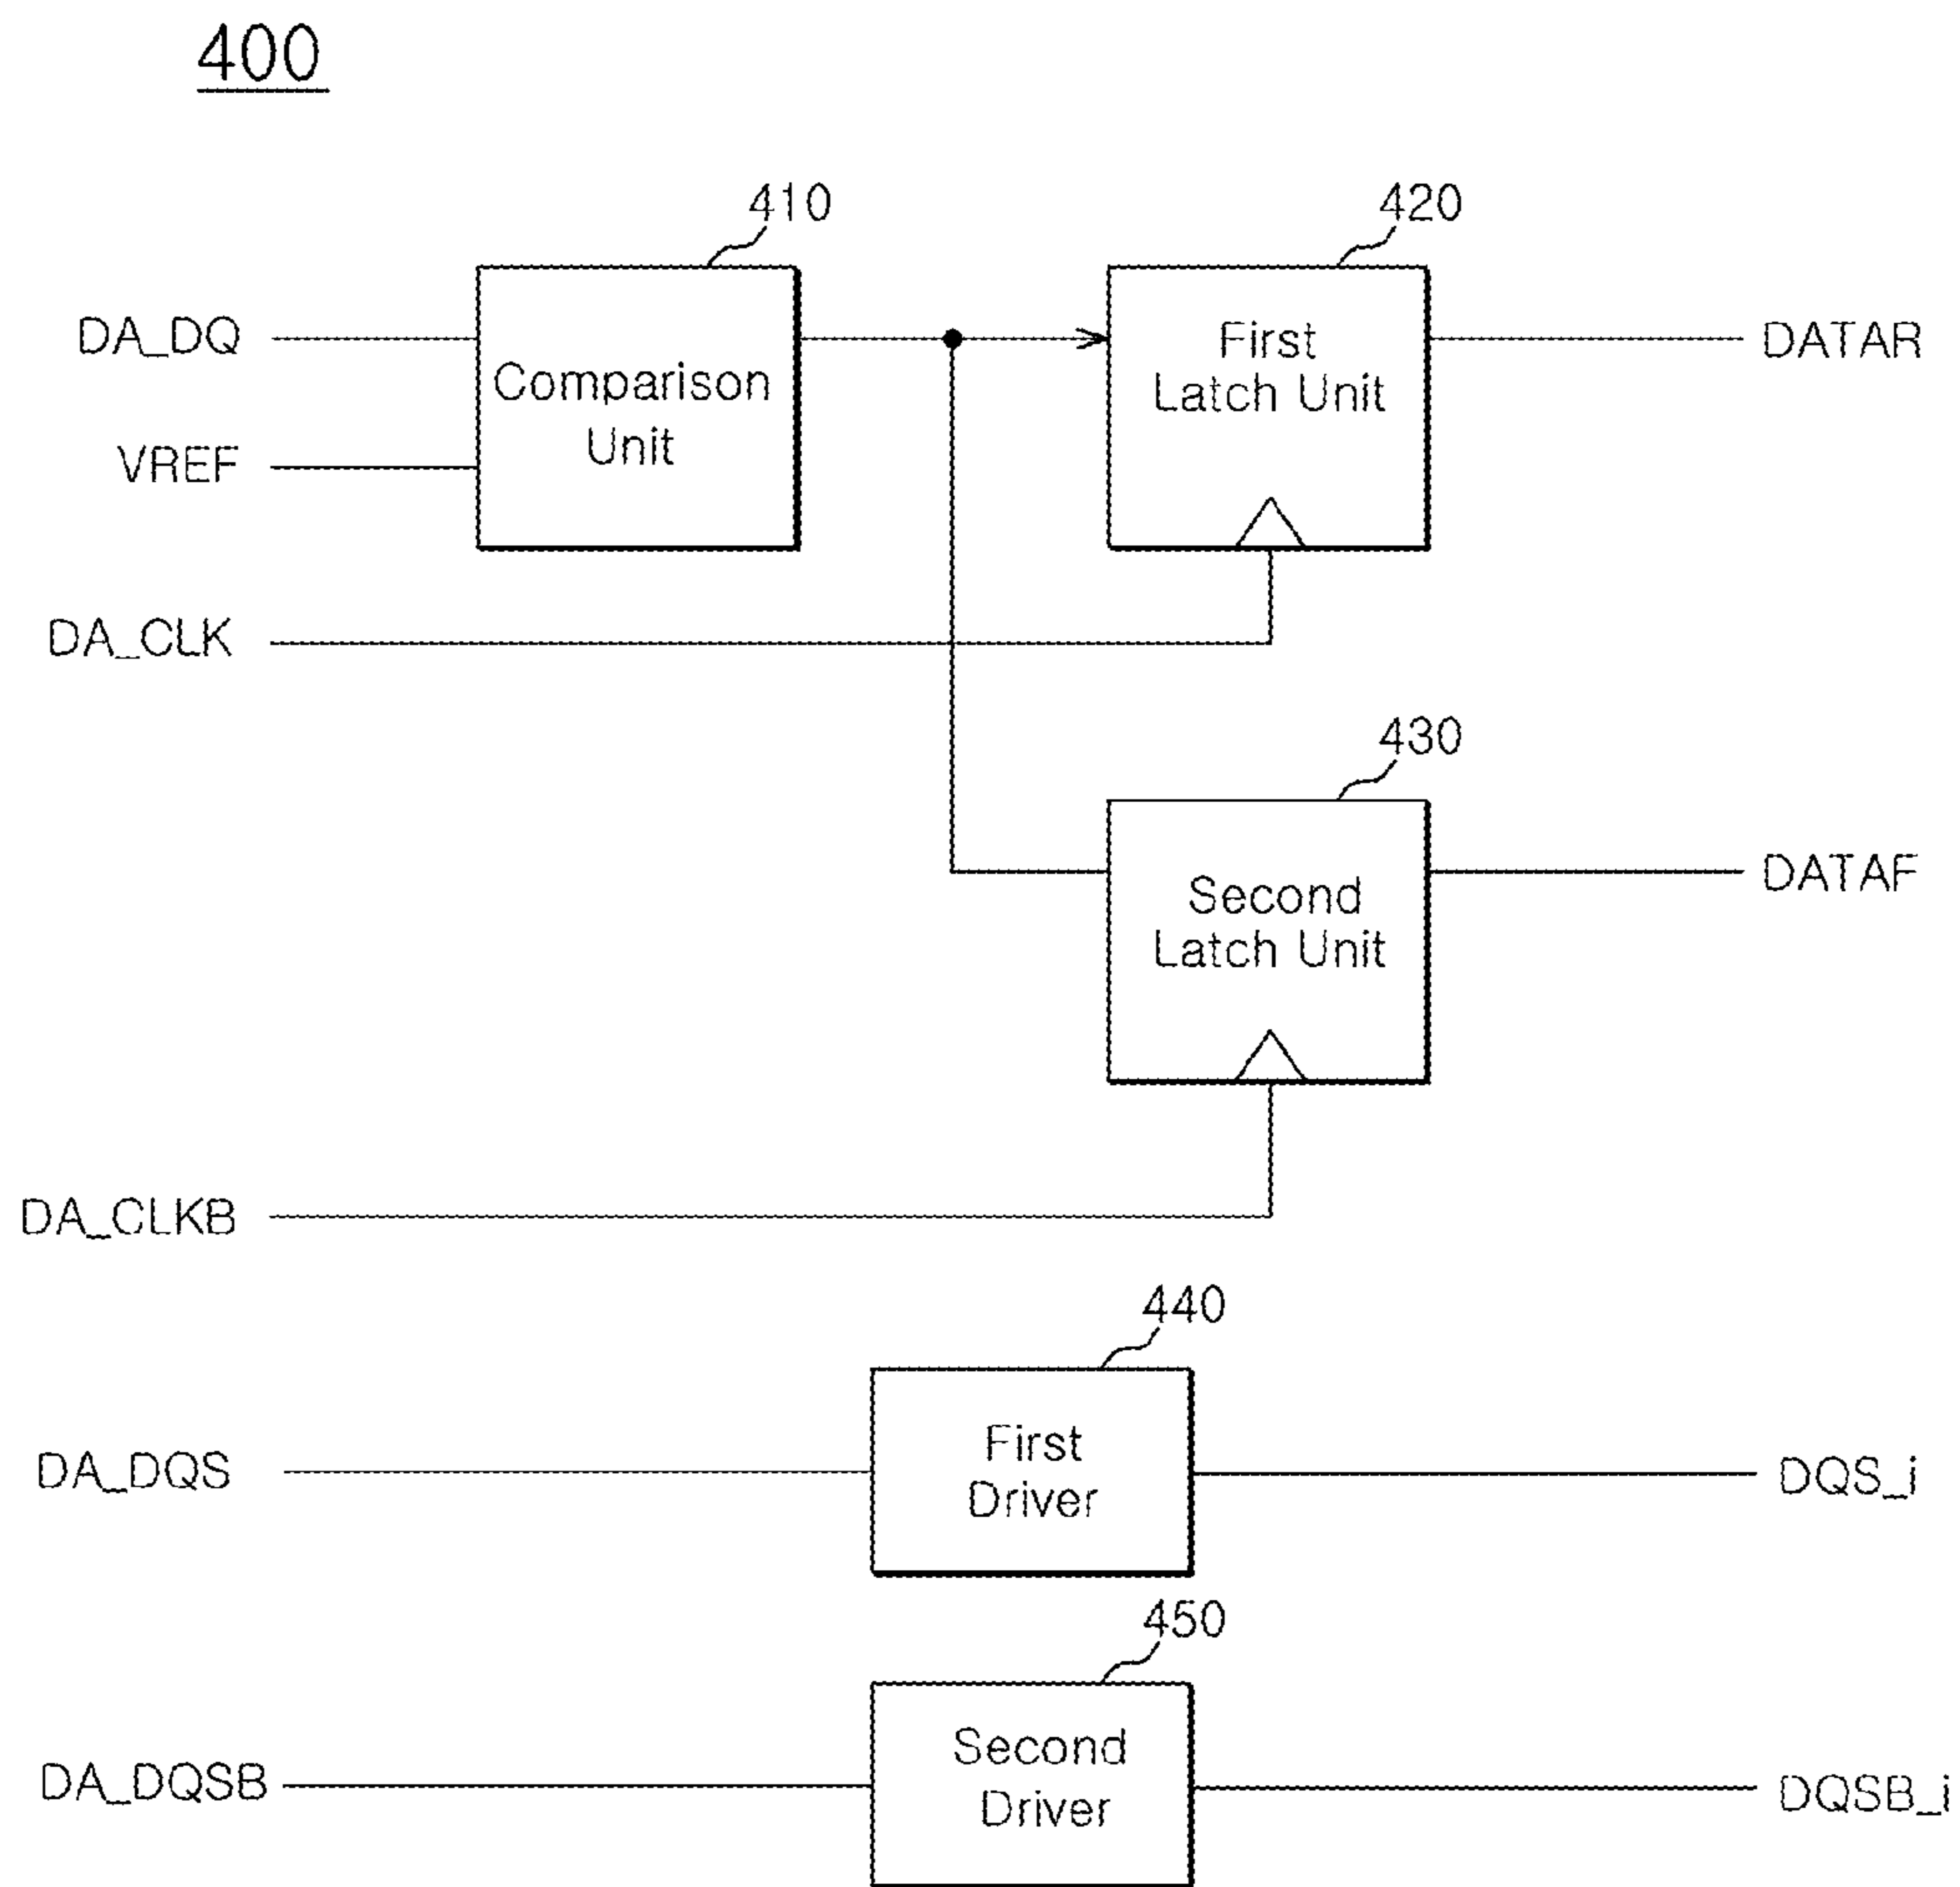 400
410
420
DA_DQ
Comparison
Unit
First
Latch Unit
DATAR
VREF
DA_CLK
430
Second
Latch Unit
DATAF
DA_CLKB
440
DA_DQS
First
Driver
DQS_i
450
DA_DQSB
Second
Driver
DQSB_i